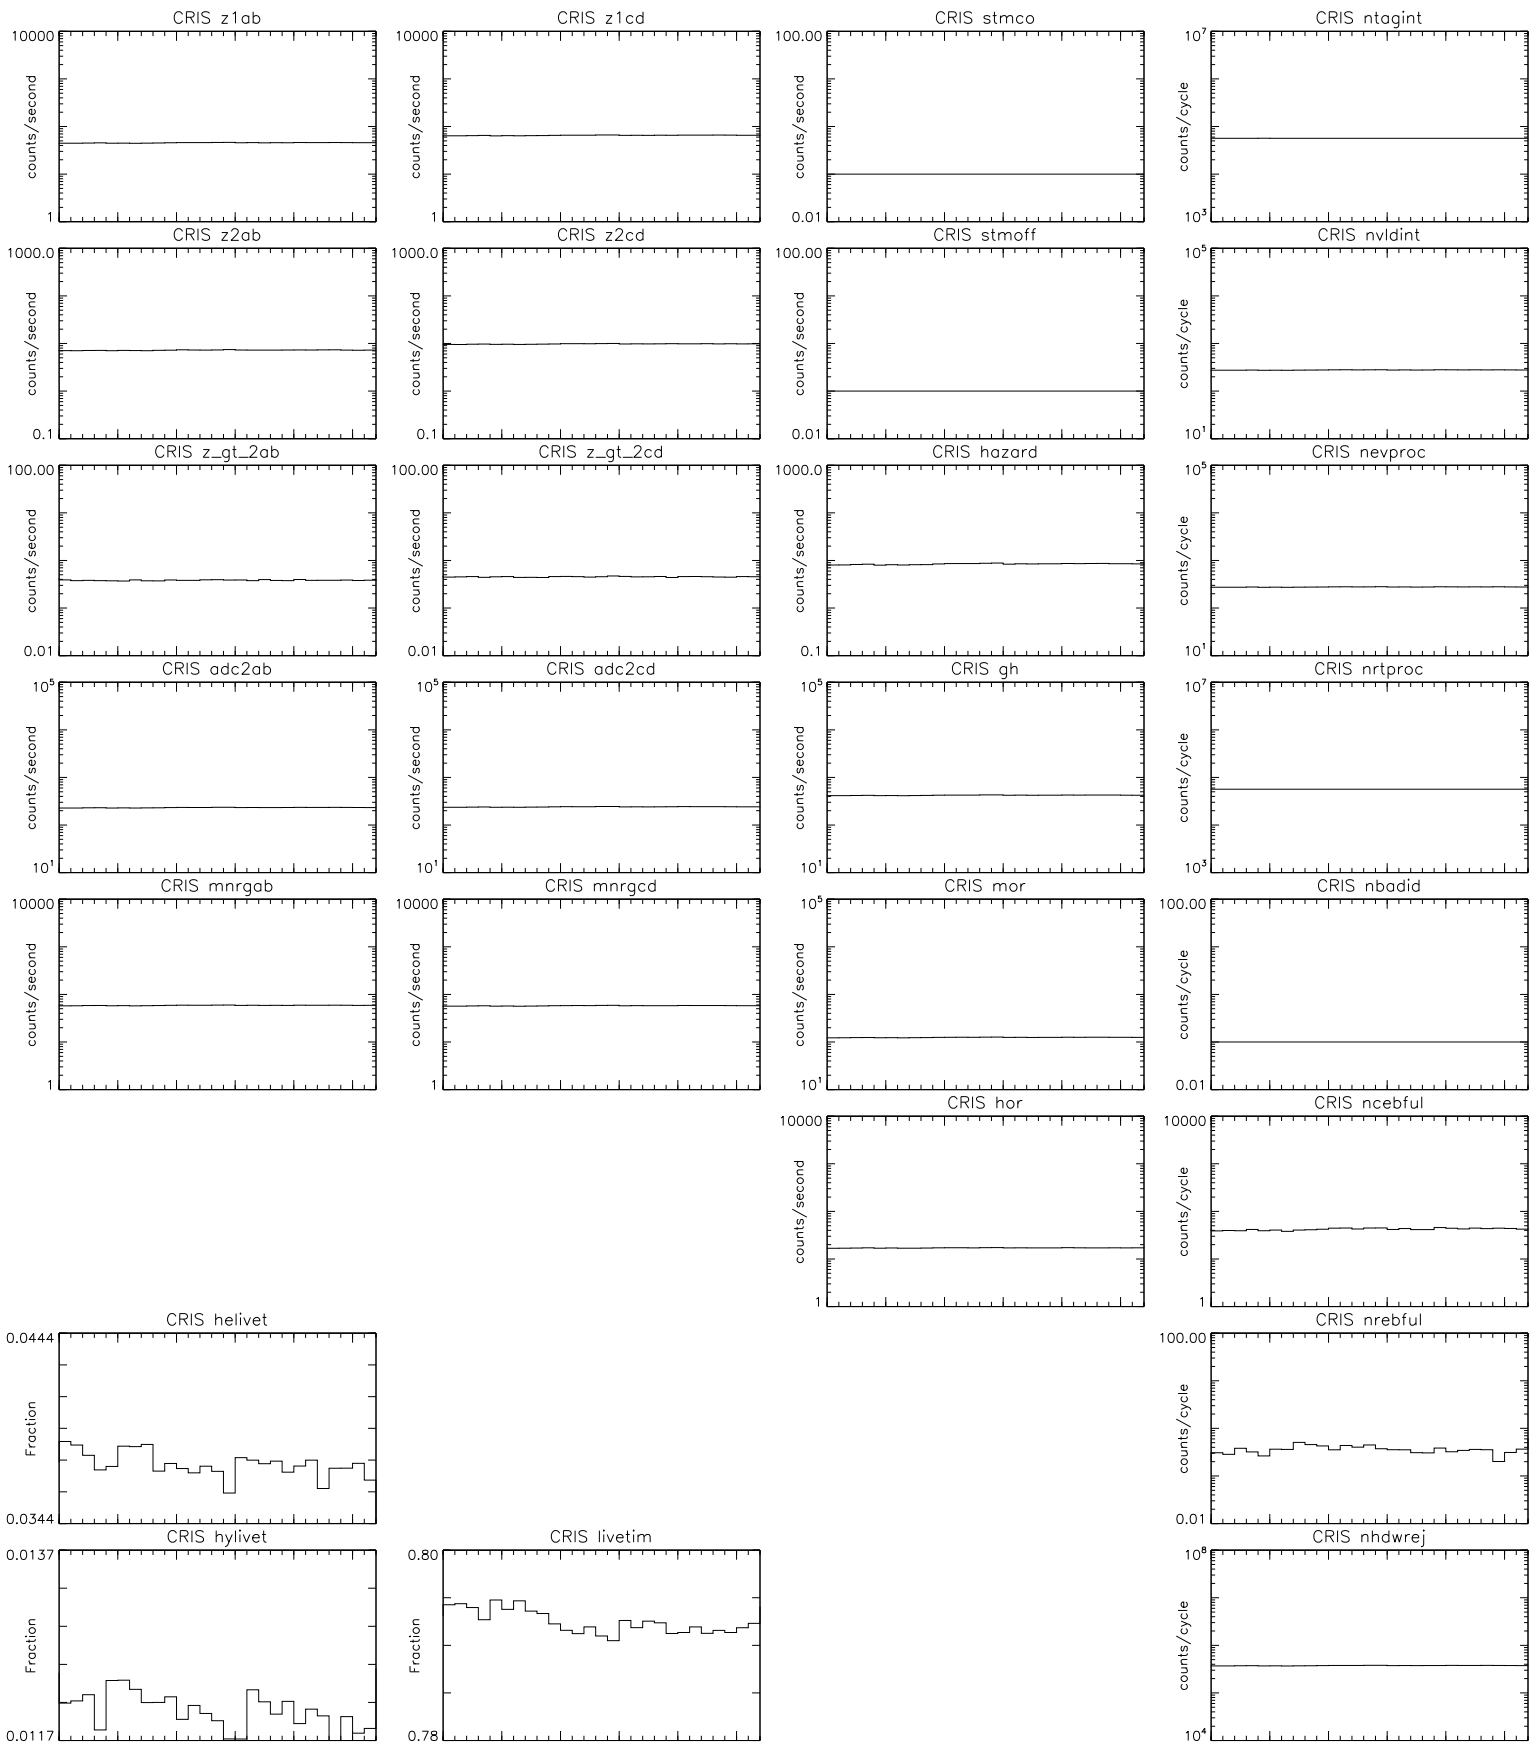 CRIS z1ab
10000
counts/second
1
CRIS z1cd
10000
counts/second
1
CRIS stmco
100.00
counts/second
0.01
CRIS ntagint
10⁷
counts/cycle
10³
CRIS z2ab
1000.0
counts/second
0.1
CRIS z2cd
1000.0
counts/second
0.1
CRIS stmoff
100.00
counts/second
0.01
CRIS nvldint
10⁵
counts/cycle
10¹
CRIS z_gt_2ab
100.00
counts/second
0.01
CRIS z_gt_2cd
100.00
counts/second
0.01
CRIS hazard
1000.0
counts/second
0.1
CRIS nevproc
10⁵
counts/cycle
10¹
CRIS adc2ab
10⁵
counts/second
10¹
CRIS adc2cd
10⁵
counts/second
10¹
CRIS gh
10⁵
counts/second
10¹
CRIS nrtproc
10⁷
counts/cycle
10³
CRIS mnrgab
10000
counts/second
1
CRIS mnrgcd
10000
counts/second
1
CRIS mor
10⁵
counts/second
10¹
CRIS nbadid
100.00
counts/cycle
0.01
CRIS hor
10000
counts/second
1
CRIS ncebful
10000
counts/cycle
1
CRIS helivet
0.0444
Fraction
0.0344
CRIS nrebful
100.00
counts/cycle
0.01
CRIS hylivet
0.0137
Fraction
0.0117
CRIS livetim
0.80
Fraction
0.78
CRIS nhdwrej
10⁸
counts/cycle
10⁴